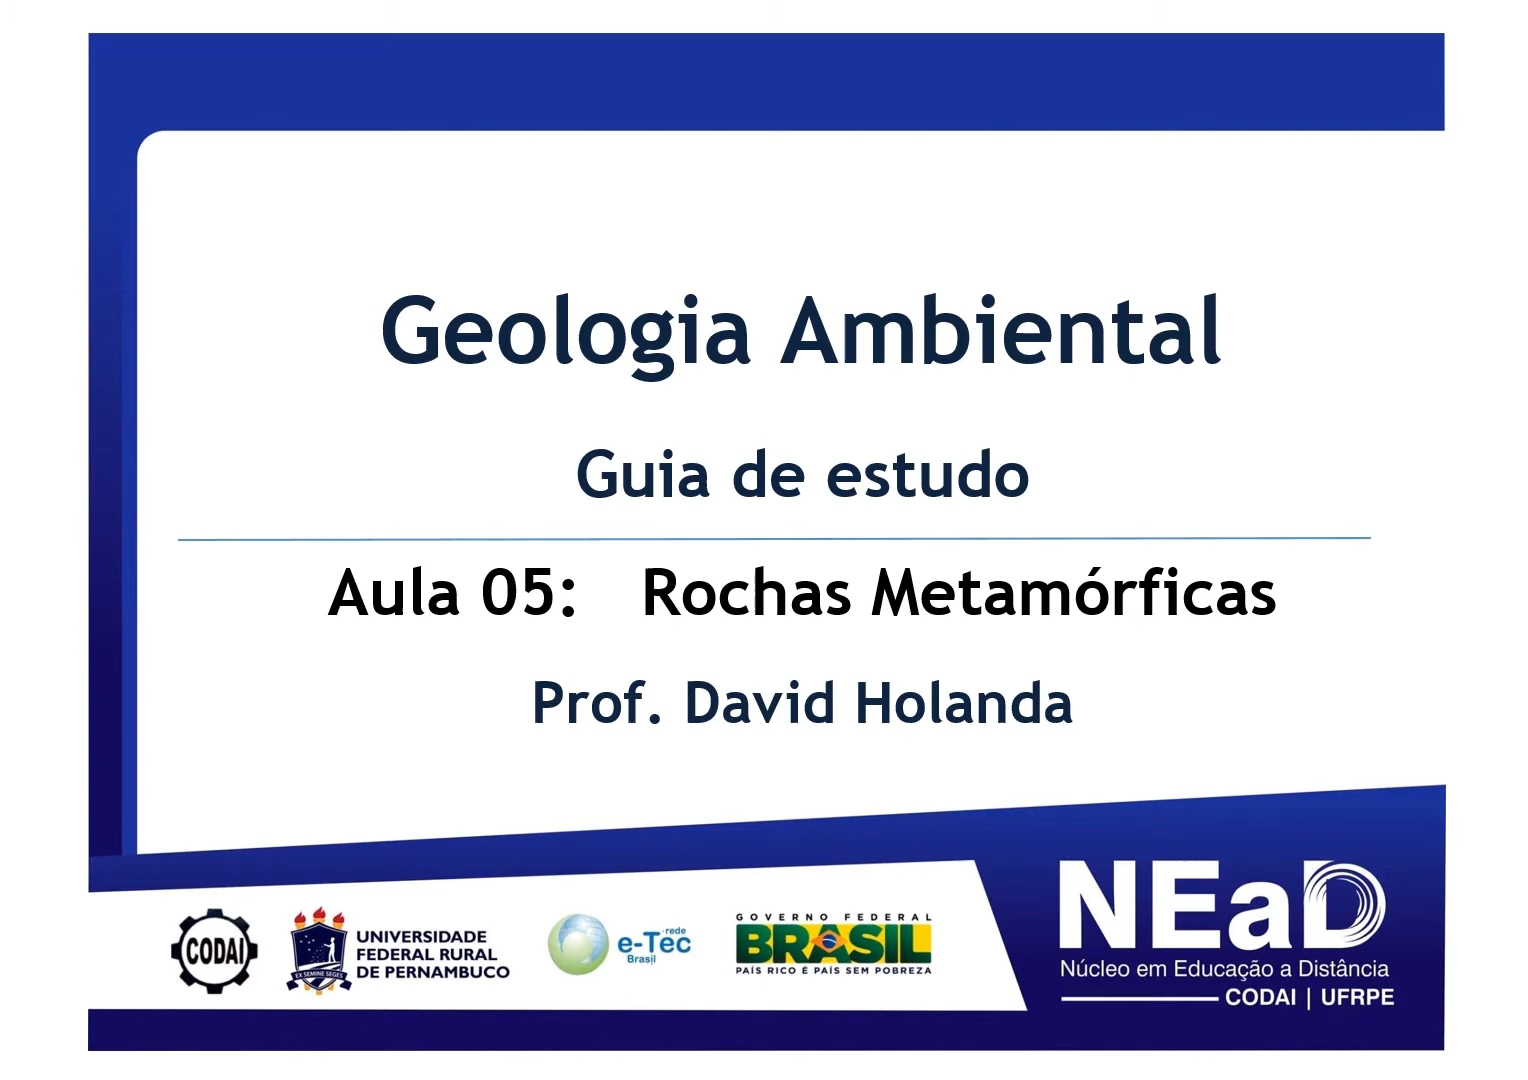 Geologia Ambiental
Guia de estudo
Aula 05: Rochas Metamórficas
Prof. David Holanda
CODAI
EX SEMINE SEGES
UNIVERSIDADE
FEDERAL RURAL
DE PERNAMBUCO
rede
e-Tec
Brasil
GOVERNO FEDERAL
BRASIL
PAÍS RICO É PAÍS SEM POBREZA
NEaD
Núcleo em Educação a Distância
CODAI | UFRPE